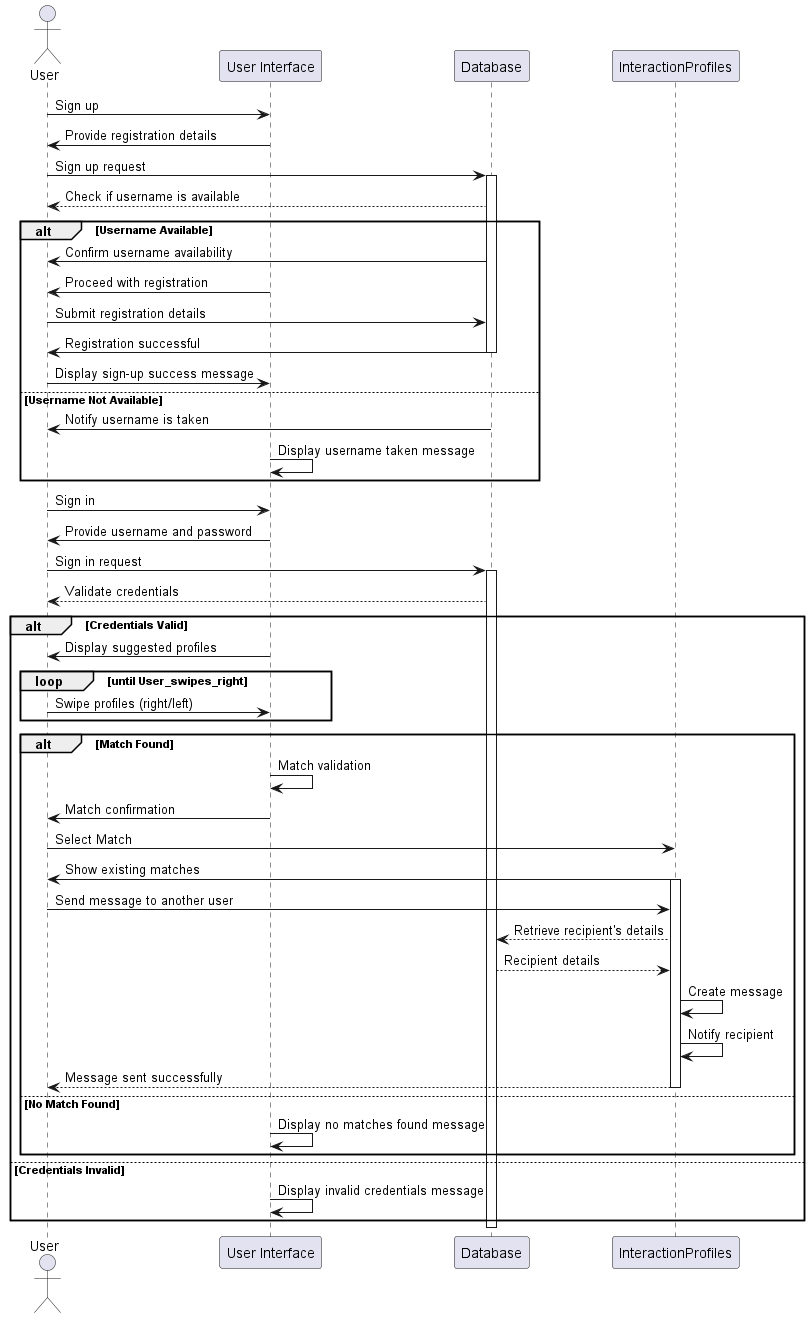 User
User Interface
Database
InteractionProfiles
Sign up
Provide registration details
Sign up request
Check if username is available
alt [Username Available]
Confirm username availability
Proceed with registration
Submit registration details
Registration successful
Display sign-up success message
[Username Not Available]
Notify username is taken
Display username taken message
Sign in
Provide username and password
Sign in request
Validate credentials
alt [Credentials Valid]
Display suggested profiles
loop [until User_swipes_right]
Swipe profiles (right/left)
alt [Match Found]
Match validation
Match confirmation
Select Match
Show existing matches
Send message to another user
Retrieve recipient's details
Recipient details
Create message
Notify recipient
Message sent successfully
[No Match Found]
Display no matches found message
[Credentials Invalid]
Display invalid credentials message
User
User Interface
Database
InteractionProfiles